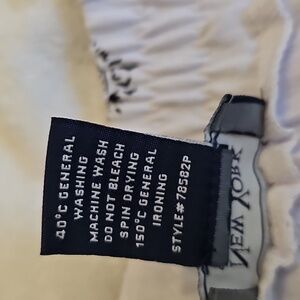 40°C GENERAL
WASHING
MACHINE WASH
DO NOT BLEACH
SPIN DRYING
150°C GENERAL
IRONING
STYLE# 78582P
NEW YORK